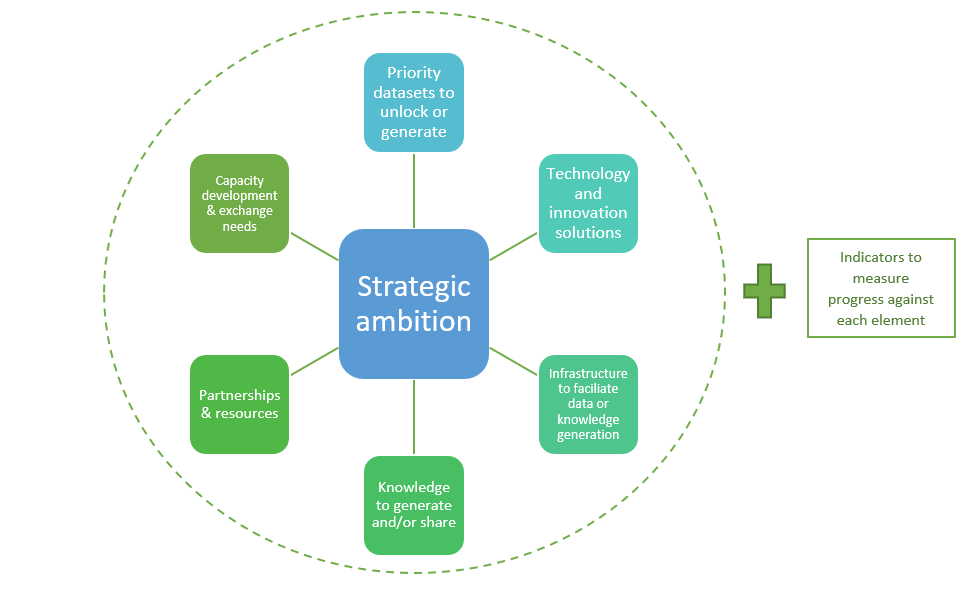 Priority
datasets to
unlock or
generate
Capacity
development
& exchange
needs
Technology
and
innovation
solutions
Strategic
ambition
Indicators to
measure
progress against
each element
Partnerships
& resources
Infrastructure
to faciliate
data or
knowledge
generation
Knowledge
to generate
and/or share